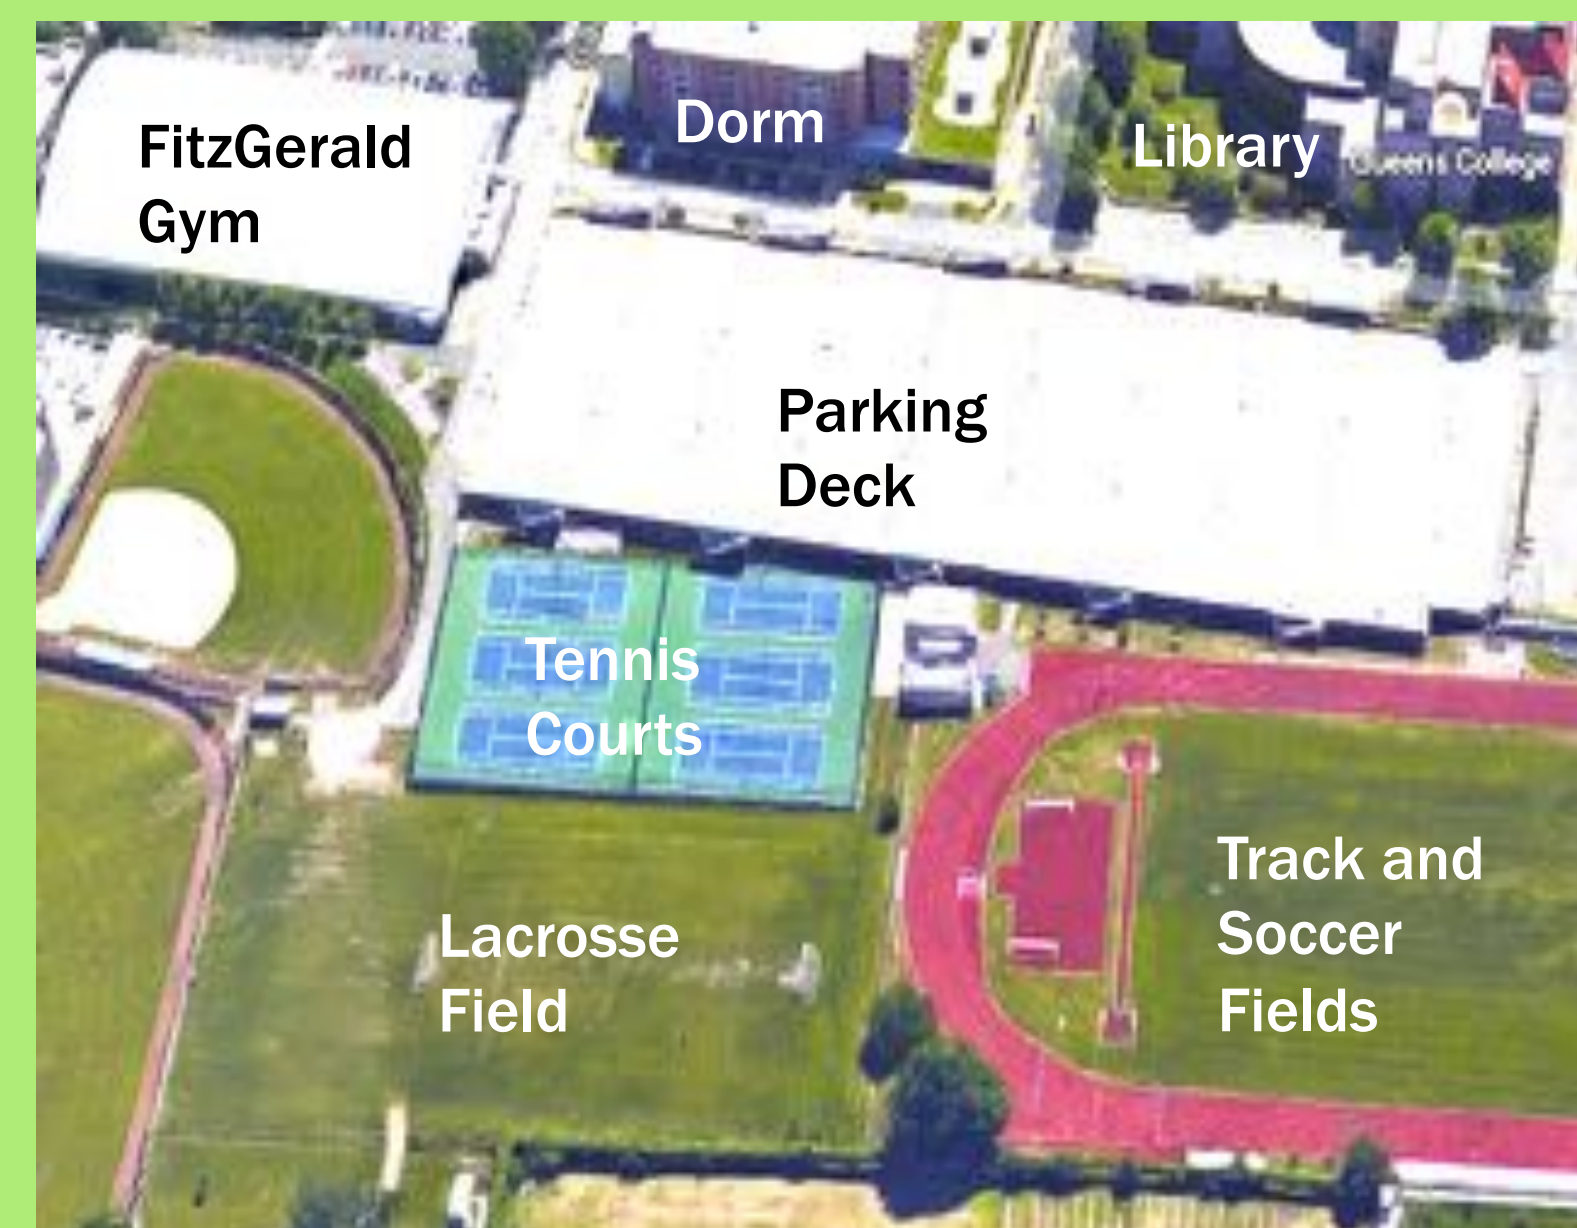 FitzGerald
Gym
Dorm
Library
Queens College
Parking
Deck
Tennis
Courts
Lacrosse
Field
Track and
Soccer
Fields